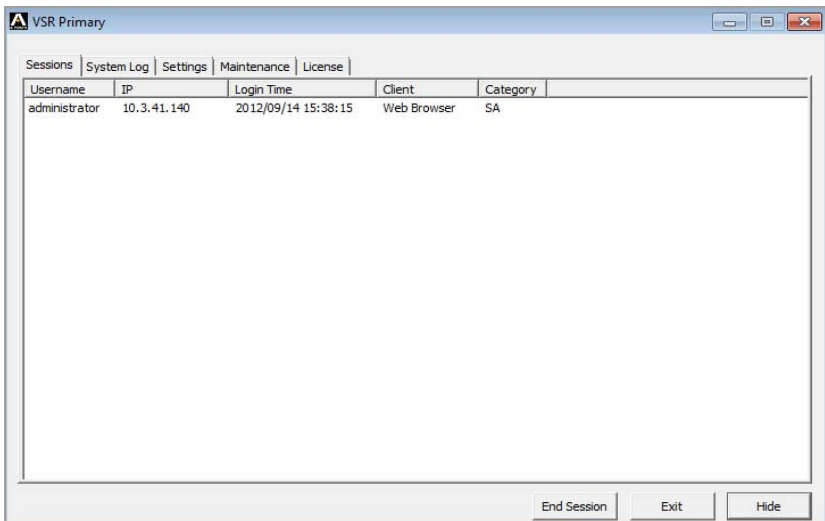 VSR Primary
Sessions System Log Settings Maintenance License
Username IP Login Time Client Category
administrator 10.3.41.140 2012/09/14 15:38:15 Web Browser SA
End Session Exit Hide